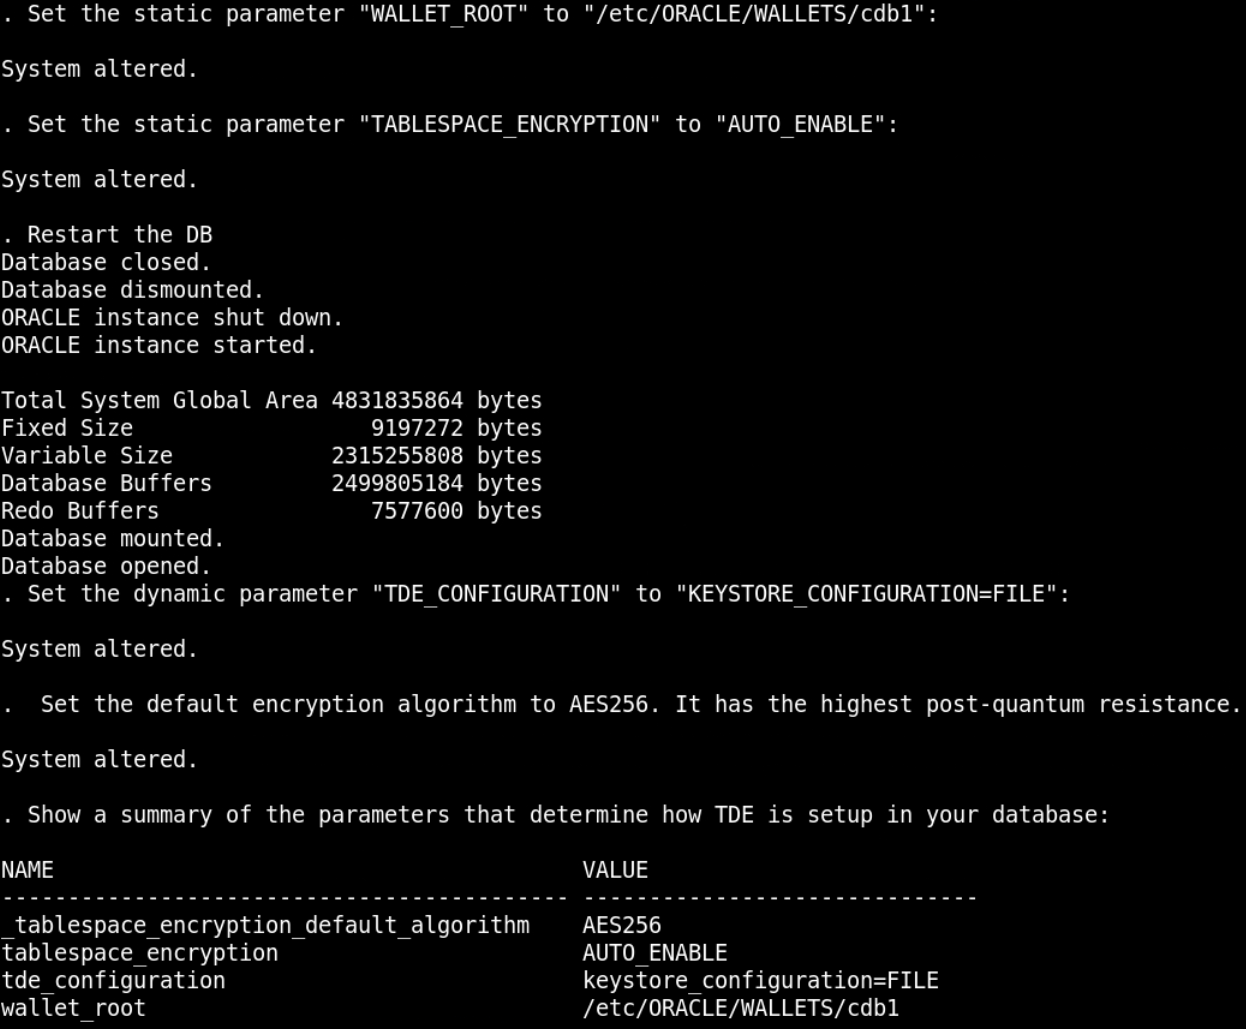 . Set the static parameter "WALLET_ROOT" to "/etc/ORACLE/WALLETS/cdb1":
System altered.
. Set the static parameter "TABLESPACE_ENCRYPTION" to "AUTO_ENABLE":
System altered.
. Restart the DB
Database closed.
Database dismounted.
ORACLE instance shut down.
ORACLE instance started.
Total System Global Area 4831835864 bytes
Fixed Size                  9197272 bytes
Variable Size            2315255808 bytes
Database Buffers         2499805184 bytes
Redo Buffers                7577600 bytes
Database mounted.
Database opened.
. Set the dynamic parameter "TDE_CONFIGURATION" to "KEYSTORE_CONFIGURATION=FILE":
System altered.
.  Set the default encryption algorithm to AES256. It has the highest post-quantum resistance.
System altered.
. Show a summary of the parameters that determine how TDE is setup in your database:
NAME                                        VALUE
------------------------------------------- ------------------------------
_tablespace_encryption_default_algorithm    AES256
tablespace_encryption                       AUTO_ENABLE
tde_configuration                           keystore_configuration=FILE
wallet_root                                 /etc/ORACLE/WALLETS/cdb1